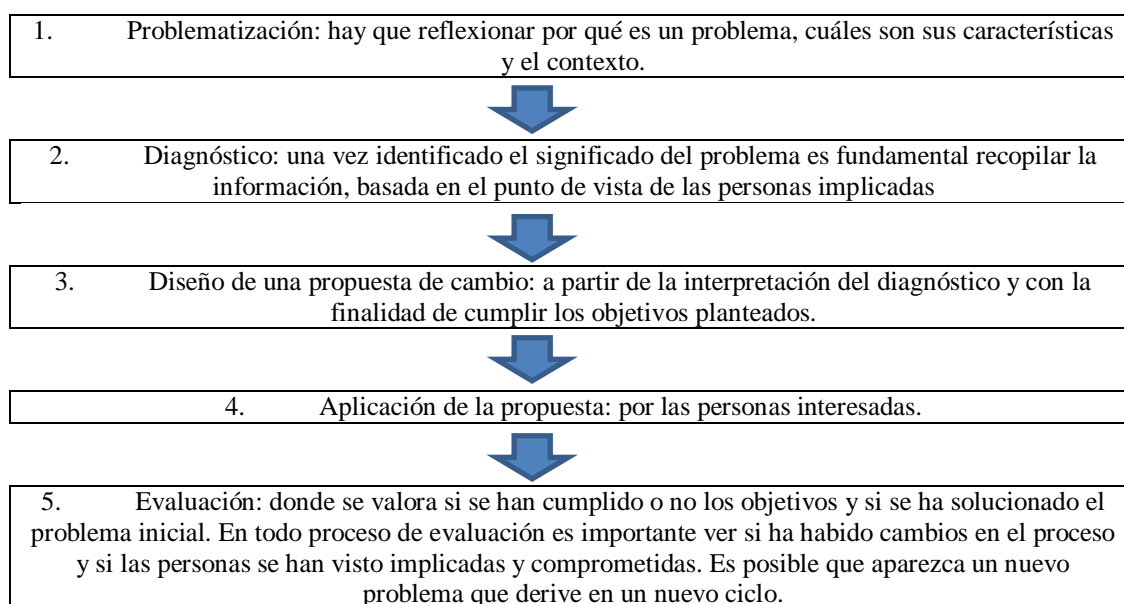 1. Problematización: hay que reflexionar por qué es un problema, cuáles son sus características
y el contexto.
2. Diagnóstico: una vez identificado el significado del problema es fundamental recopilar la
información, basada en el punto de vista de las personas implicadas
3. Diseño de una propuesta de cambio: a partir de la interpretación del diagnóstico y con la
finalidad de cumplir los objetivos planteados.
4. Aplicación de la propuesta: por las personas interesadas.
5. Evaluación: donde se valora si se han cumplido o no los objetivos y si se ha solucionado el
problema inicial. En todo proceso de evaluación es importante ver si ha habido cambios en el proceso
y si las personas se han visto implicadas y comprometidas. Es posible que aparezca un nuevo
problema que derive en un nuevo ciclo.